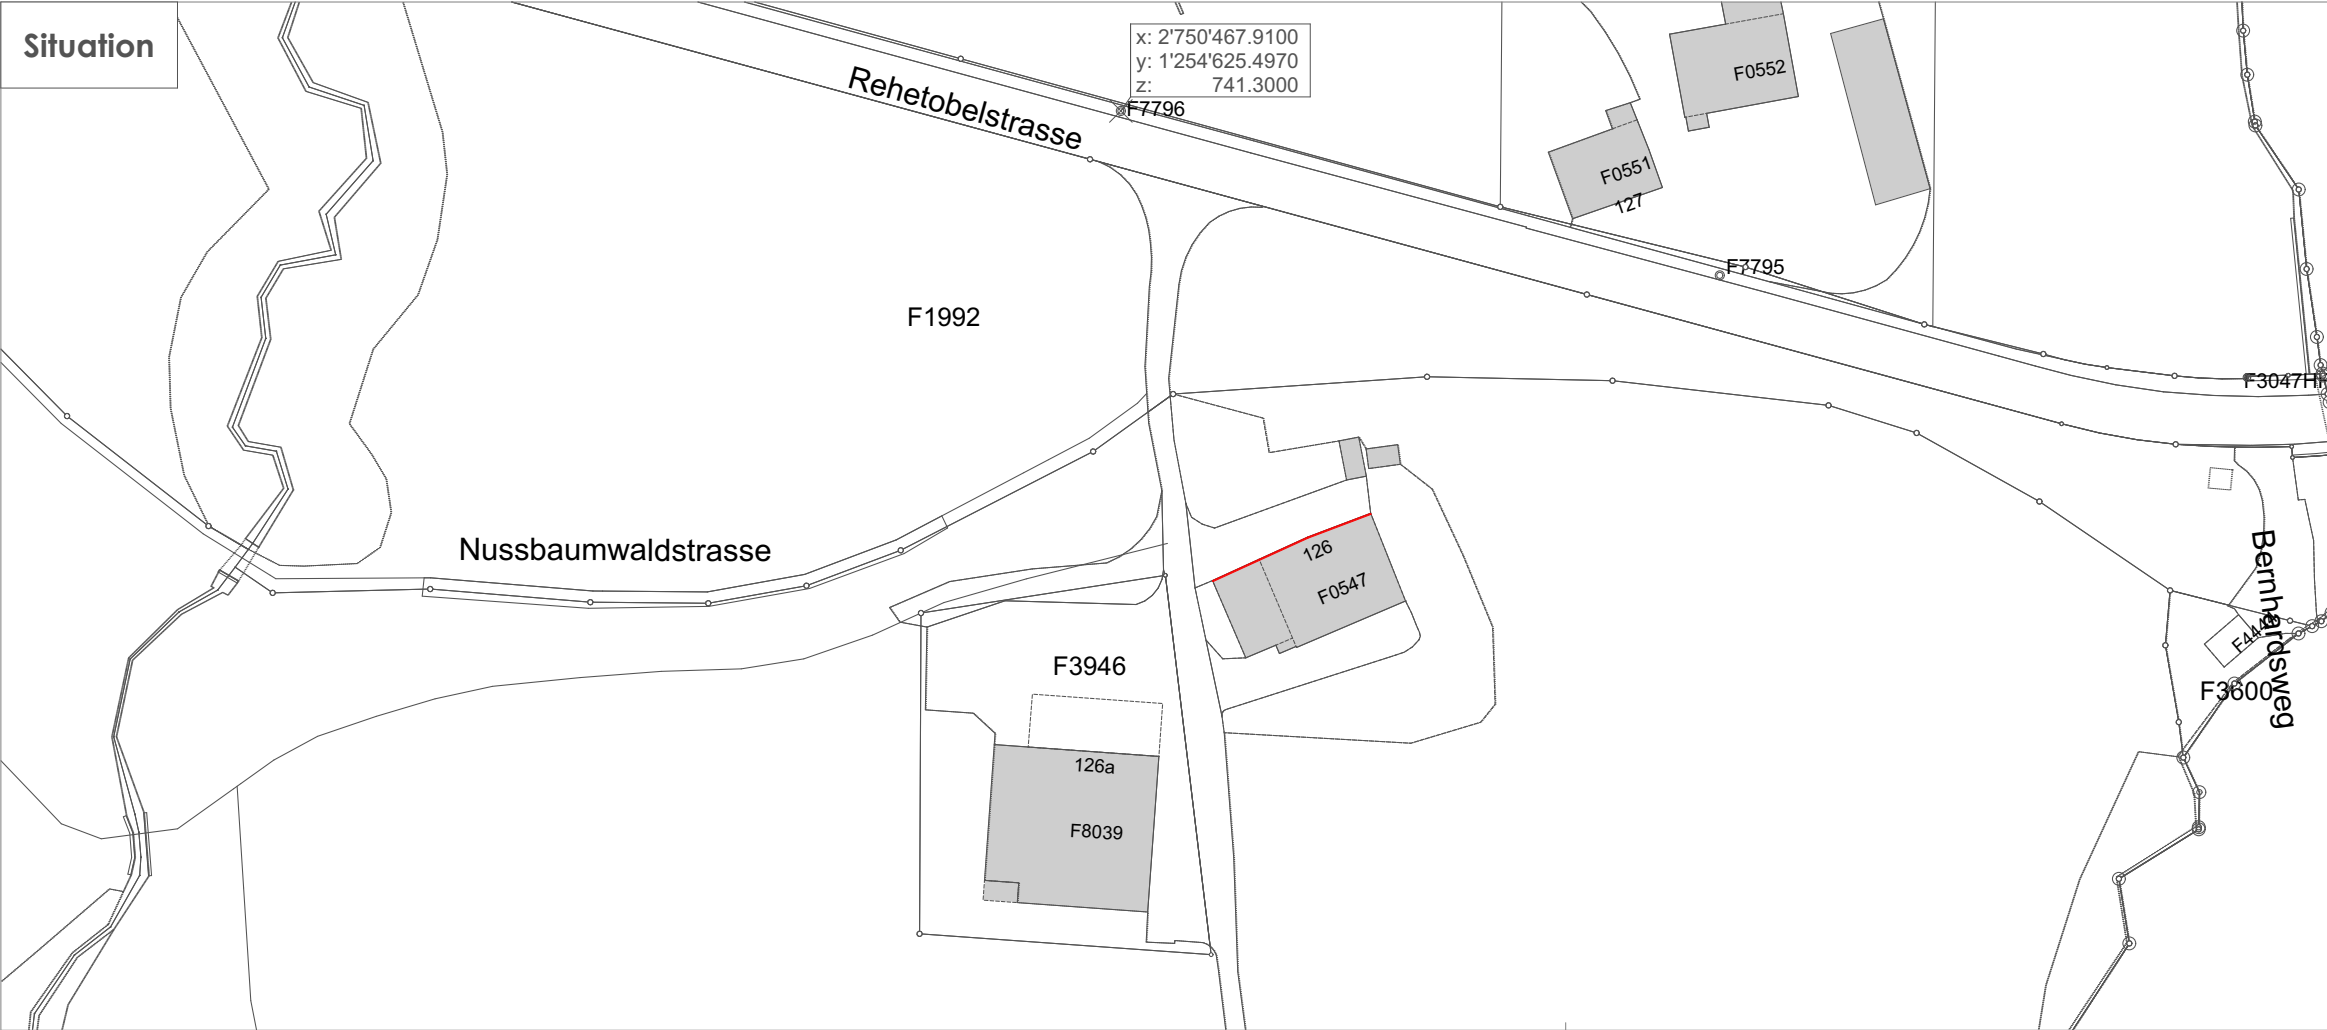 Situation
x: 2'750'467.9100
y: 1'254'625.4970
z: 741.3000
F0552
Rehetobelstrasse
F7796
F0551
127
F7795
F1992
F3047H
126
Nussbaumwaldstrasse
F0547
Bernhardsweg
F3946
F3600
126a
F8039